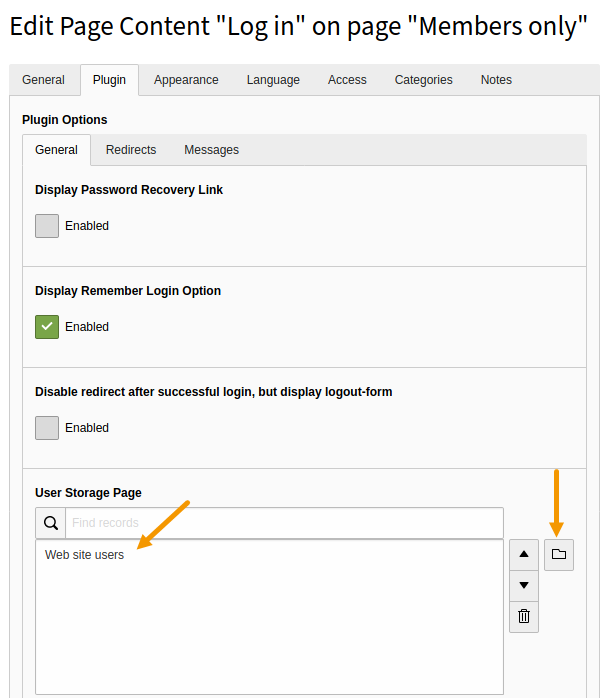 Edit Page Content "Log in" on page "Members only"
General Plugin Appearance Language Access Categories Notes
Plugin Options
General Redirects Messages
Display Password Recovery Link
Enabled
Display Remember Login Option
Enabled
Disable redirect after successful login, but display logout-form
Enabled
User Storage Page
Find records
Web site users